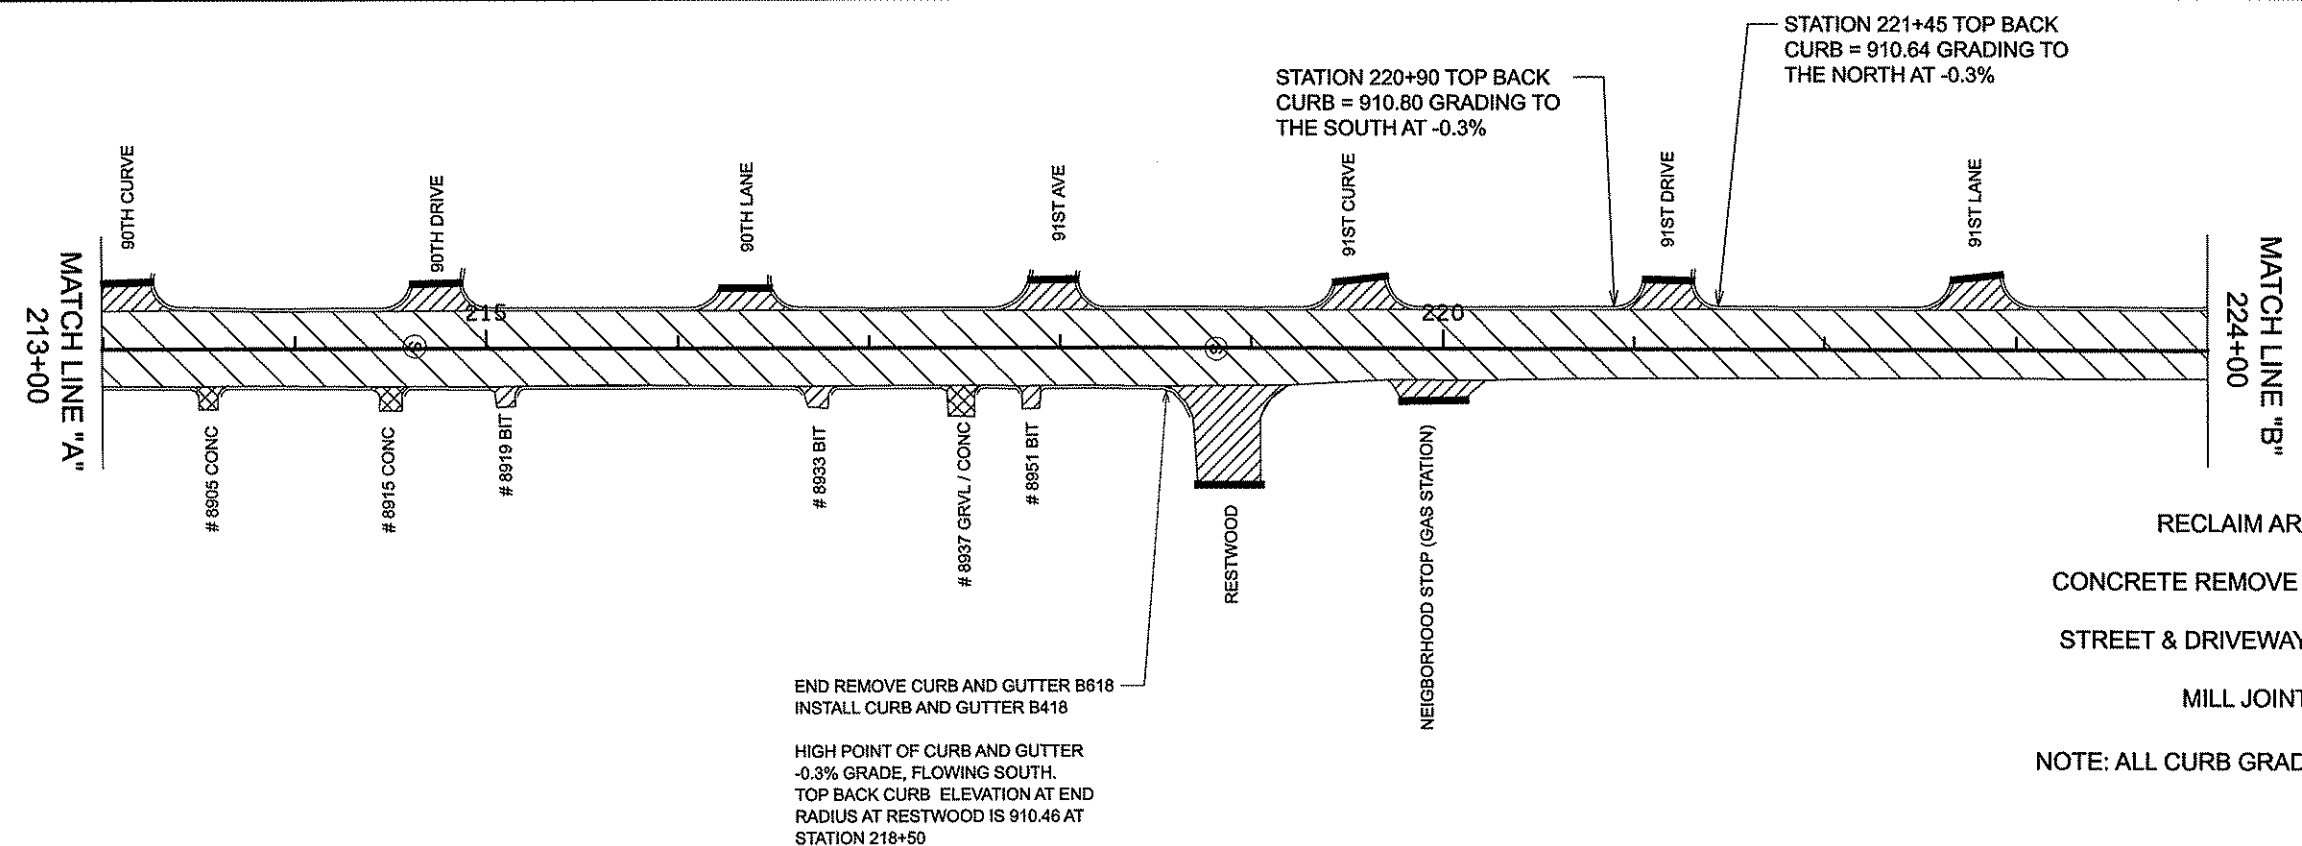 STATION 221+45 TOP BACK
CURB = 910.64 GRADING TO
THE NORTH AT -0.3%
STATION 220+90 TOP BACK
CURB = 910.80 GRADING TO
THE SOUTH AT -0.3%
90TH CURVE
90TH DRIVE
90TH LANE
91ST AVE
91ST CURVE
91ST DRIVE
91ST LANE
MATCH LINE "A"
213+00
215
220
MATCH LINE "B"
224+00
# 8905 CONC
# 8915 CONC
# 8919 BIT
# 8933 BIT
# 8937 GRVL / CONC
# 8951 BIT
RESTWOOD
NEIGBORHOOD STOP (GAS STATION)
RECLAIM AR
CONCRETE REMOVE
STREET & DRIVEWAY
MILL JOINT
NOTE: ALL CURB GRAD
END REMOVE CURB AND GUTTER B618
INSTALL CURB AND GUTTER B418
HIGH POINT OF CURB AND GUTTER
-0.3% GRADE, FLOWING SOUTH.
TOP BACK CURB ELEVATION AT END
RADIUS AT RESTWOOD IS 910.46 AT
STATION 218+50